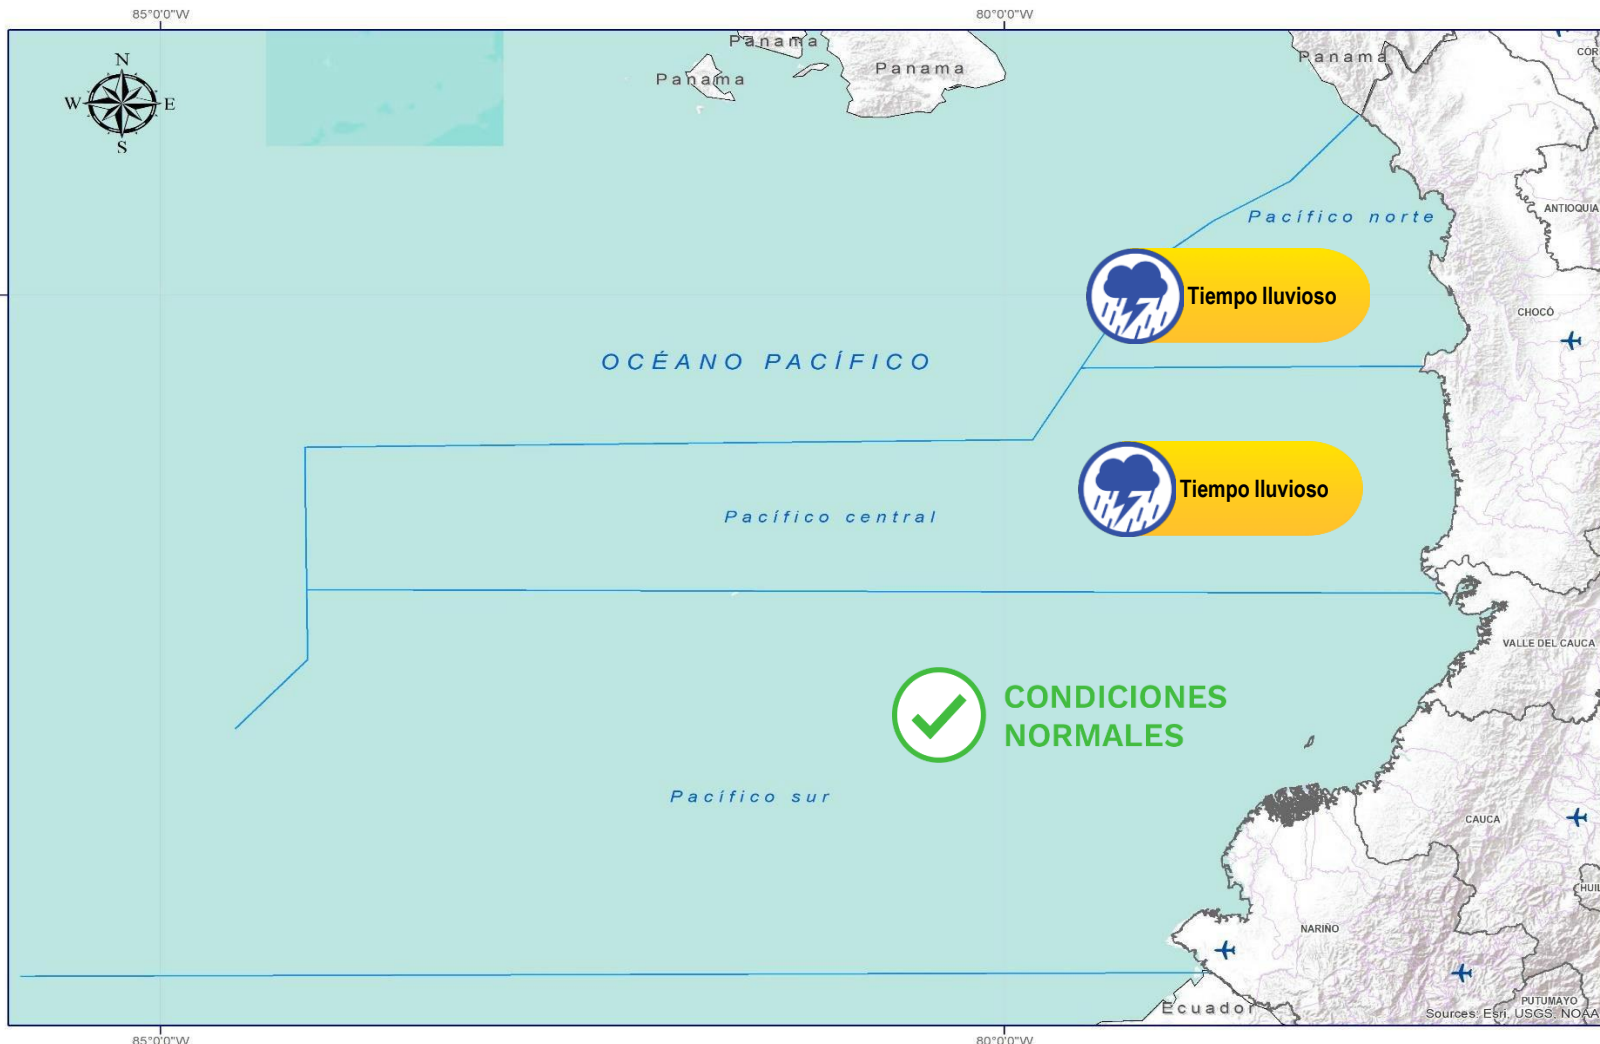 85°0'0"W
80°0'0"W
Panama
Panama
Panama
Panama
COR
N
W
E
S
ANTIOQUIA
Pacífico norte
Tiempo lluvioso
CHOCÓ
OCÉANO PACÍFICO
Tiempo lluvioso
Pacífico central
VALLE DEL CAUCA
CONDICIONES
NORMALES
Pacífico sur
CAUCA
HUIL
NARIÑO
PUTUMAYO
Ecuador
Sources: Esri, USGS, NOAA
85°0'0"W
80°0'0"W